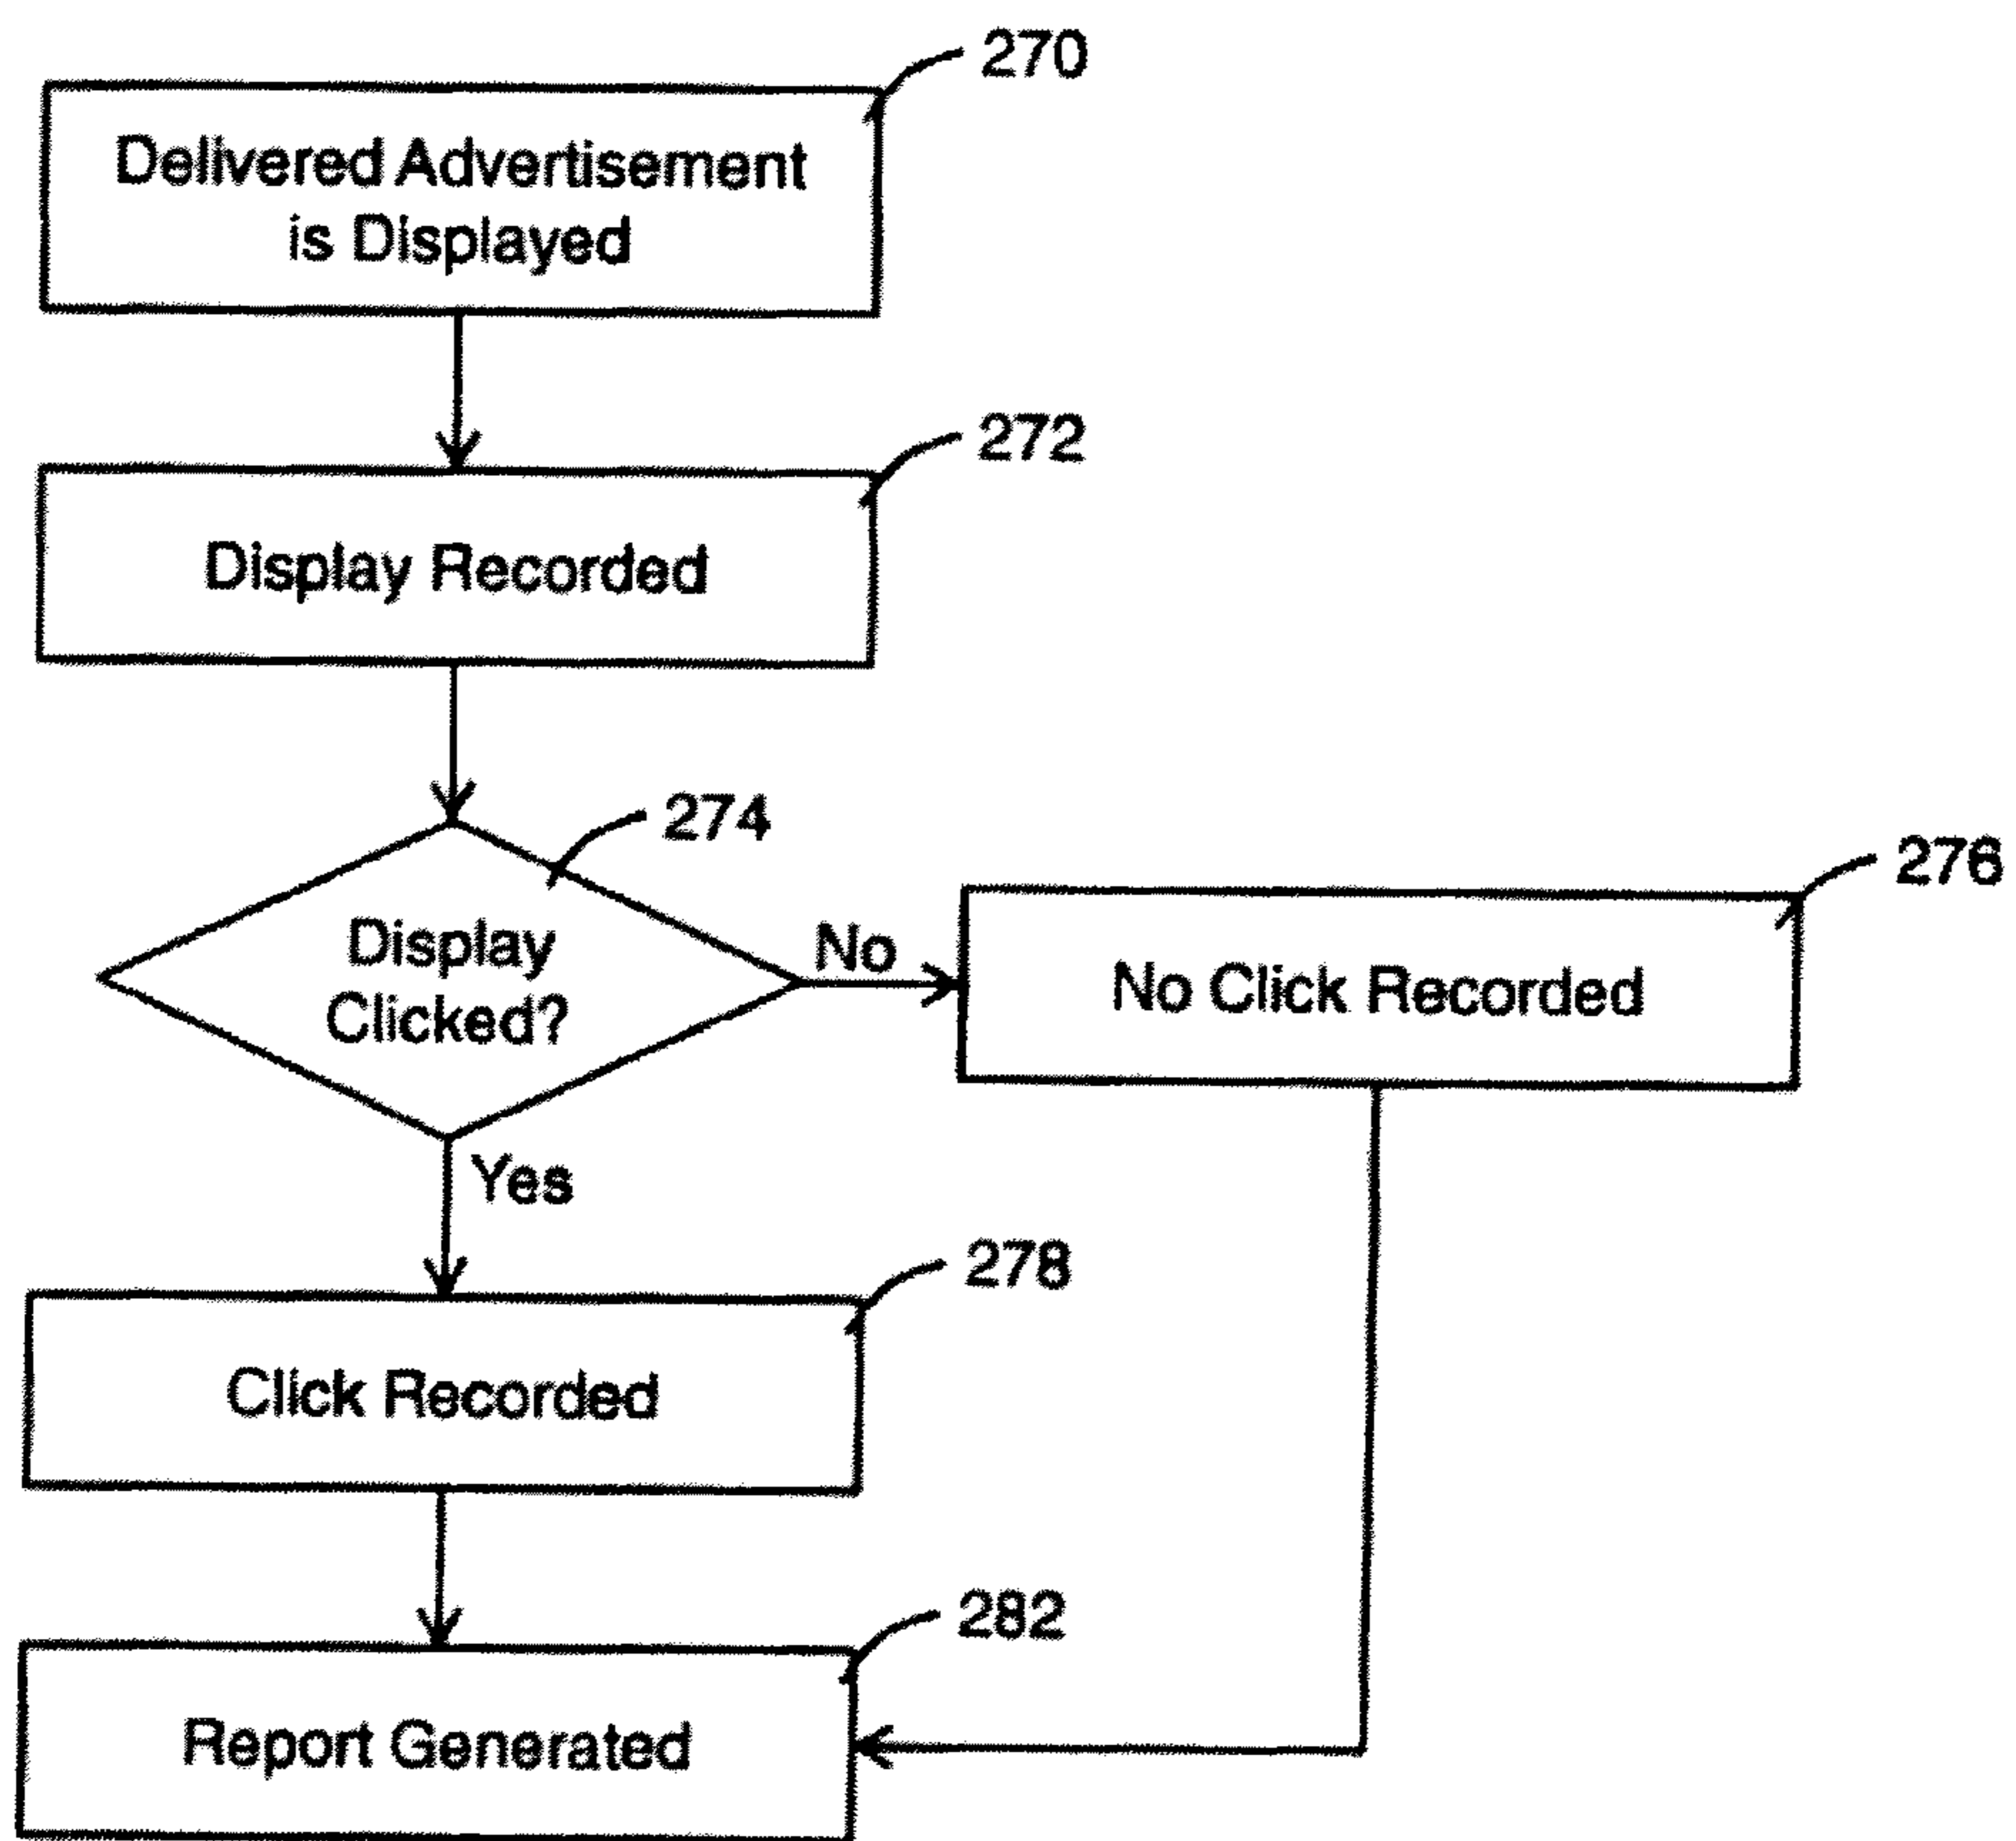 270
Delivered Advertisement
is Displayed
272
Display Recorded
274
Display
Clicked?
No
276
No Click Recorded
Yes
278
Click Recorded
282
Report Generated